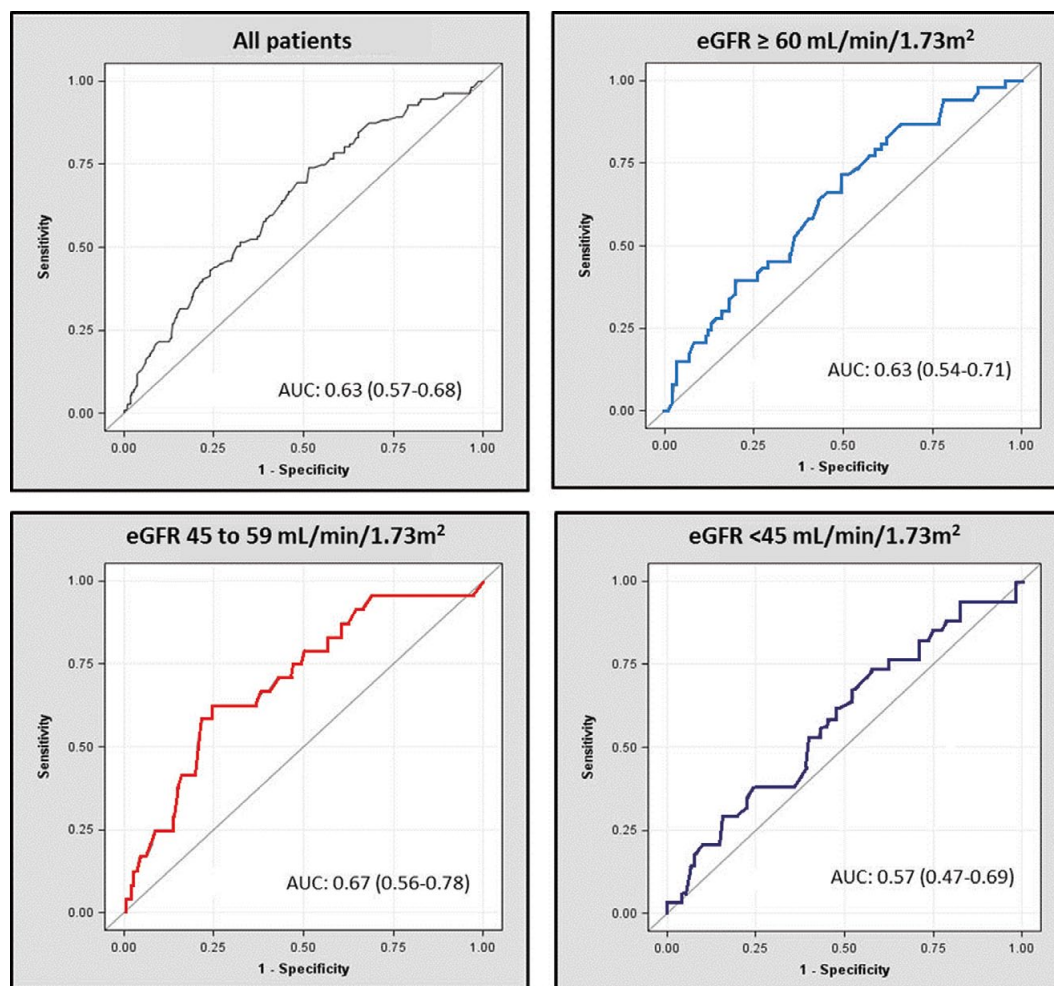 All patients
1.00
0.75
0.50
0.25
0.00
Sensitivity
0.00 0.25 0.50 0.75 1.00
1 - Specificity
AUC: 0.63 (0.57-0.68)
eGFR ≥ 60 mL/min/1.73m²
1.00
0.75
0.50
0.25
0.00
Sensitivity
0.00 0.25 0.50 0.75 1.00
1 - Specificity
AUC: 0.63 (0.54-0.71)
eGFR 45 to 59 mL/min/1.73m²
1.00
0.75
0.50
0.25
0.00
Sensitivity
0.00 0.25 0.50 0.75 1.00
1 - Specificity
AUC: 0.67 (0.56-0.78)
eGFR <45 mL/min/1.73m²
1.00
0.75
0.50
0.25
0.00
Sensitivity
0.00 0.25 0.50 0.75 1.00
1 - Specificity
AUC: 0.57 (0.47-0.69)